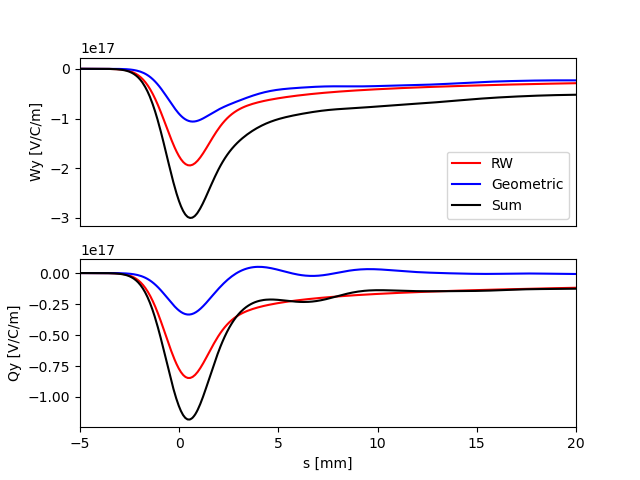 1e17
0
−1
−2
−3
Wy [V/C/m]
RW
Geometric
Sum
1e17
0.00
−0.25
−0.50
−0.75
−1.00
Qy [V/C/m]
−5
0
5
10
15
20
s [mm]